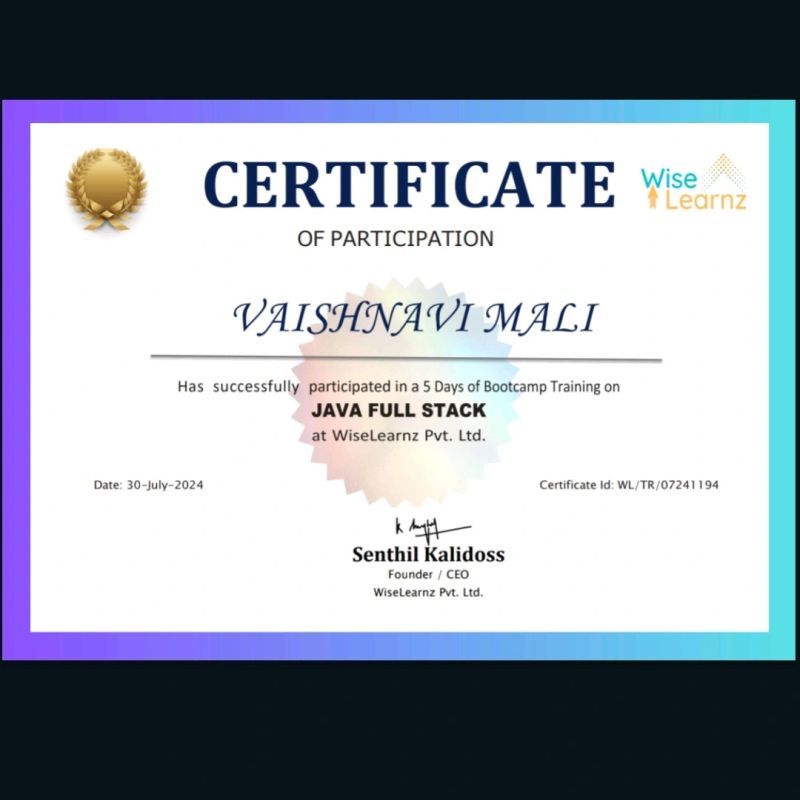 CERTIFICATE
Wise
Learnz
OF PARTICIPATION
VAISHNAVI MALI
Has successfully participated in a 5 Days of Bootcamp Training on
JAVA FULL STACK
at WiseLearnz Pvt. Ltd.
Date: 30-July-2024
Certificate Id: WL/TR/07241194
Senthil Kalidoss
Founder / CEO
WiseLearnz Pvt. Ltd.